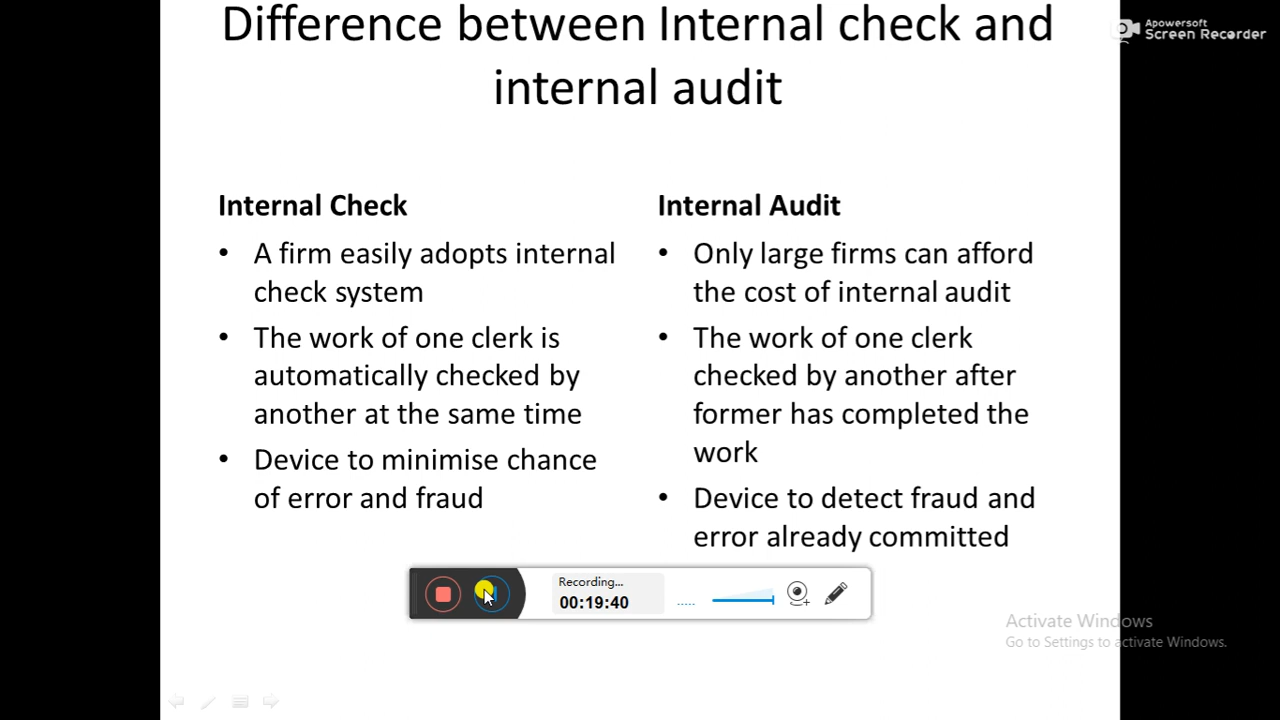 Difference between Internal check and
internal audit
Apowersoft
Screen Recorder
Internal Check
• A firm easily adopts internal
check system
• The work of one clerk is
automatically checked by
another at the same time
• Device to minimise chance
of error and fraud
Internal Audit
• Only large firms can afford
the cost of internal audit
• The work of one clerk
checked by another after
former has completed the
work
• Device to detect fraud and
error already committed
Recording...
00:19:40
Activate Windows
Go to Settings to activate Windows.